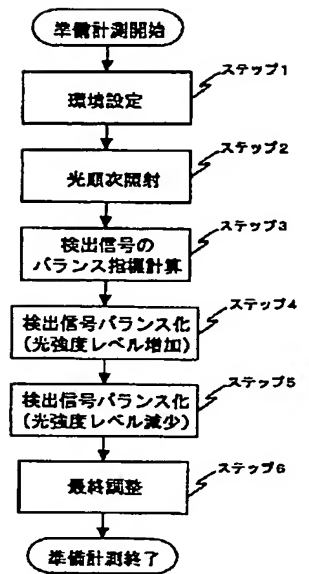 準備計測開始
ステップ1
環境設定
ステップ2
光順次照射
ステップ3
検出信号の
バランス指標計算
ステップ4
検出信号バランス化
(光強度レベル増加)
ステップ5
検出信号バランス化
(光強度レベル減少)
ステップ6
最終調整
準備計測終了